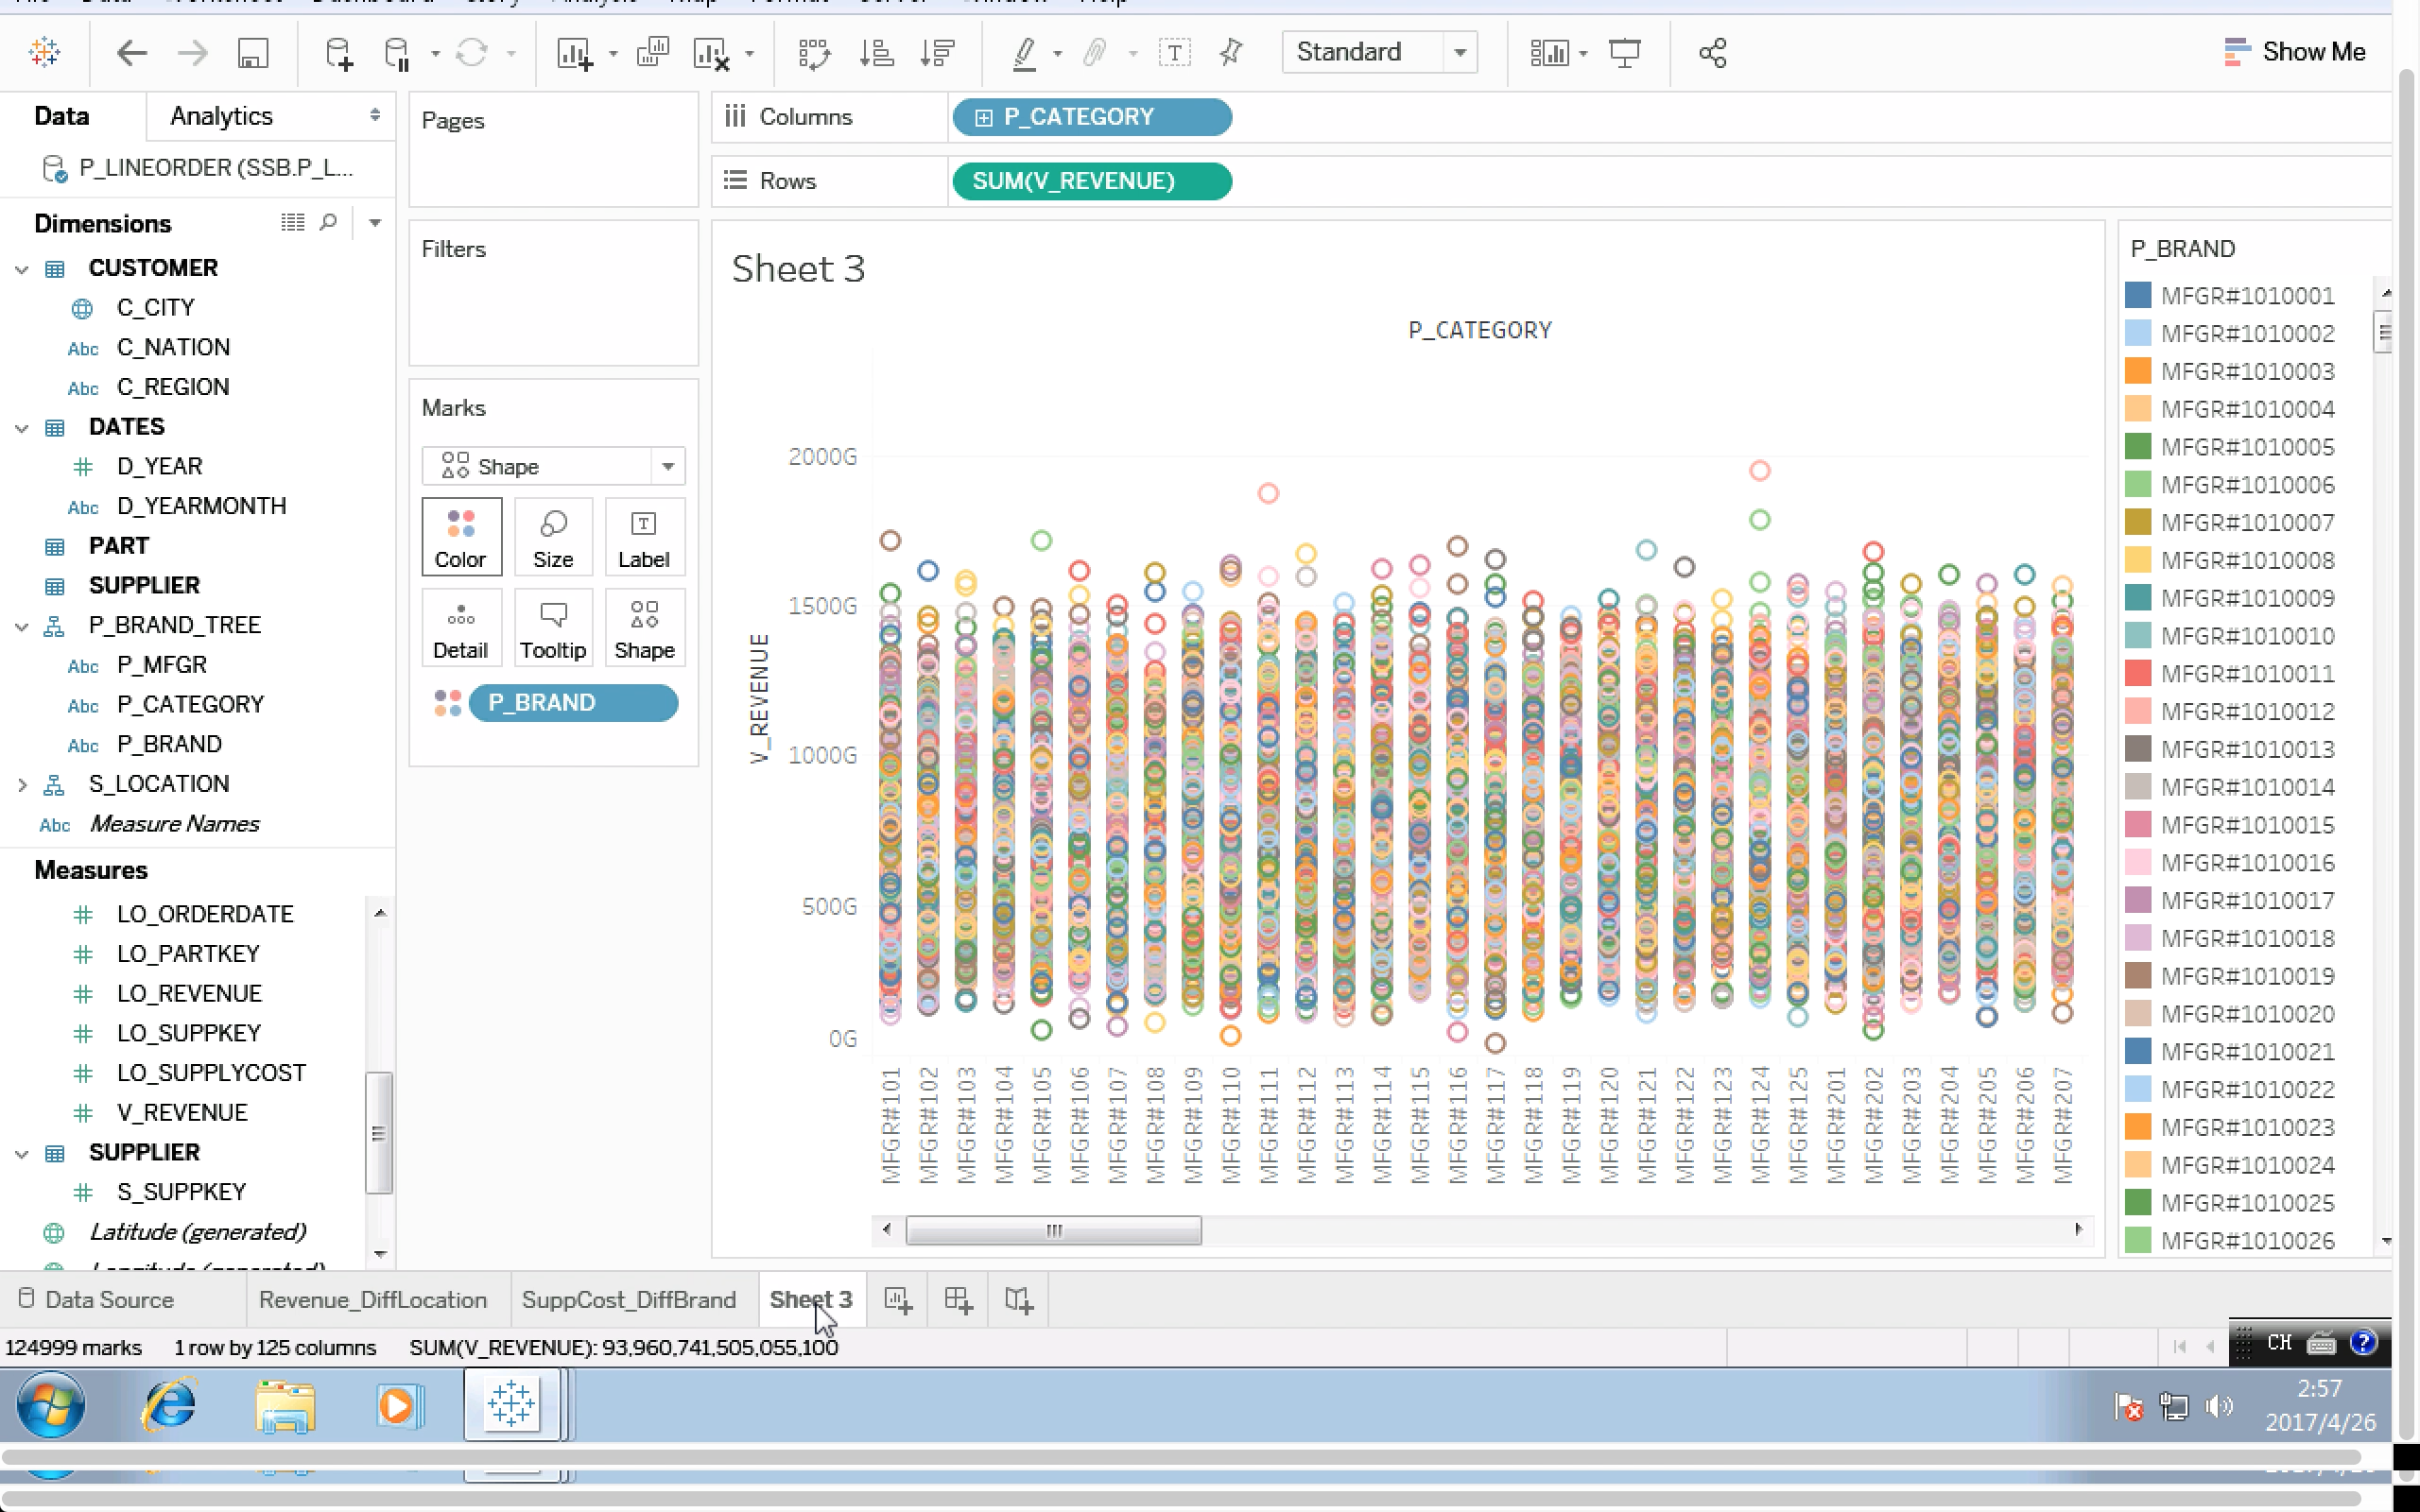 Standard
Show Me
Data
Analytics
P_LINEORDER (SSB.P_L...
Dimensions
CUSTOMER
C_CITY
Abc C_NATION
Abc C_REGION
DATES
# D_YEAR
Abc D_YEARMONTH
PART
SUPPLIER
P_BRAND_TREE
Abc P_MFGR
Abc P_CATEGORY
Abc P_BRAND
S_LOCATION
Abc Measure Names
Measures
# LO_ORDERDATE
# LO_PARTKEY
# LO_REVENUE
# LO_SUPPKEY
# LO_SUPPLYCOST
# V_REVENUE
SUPPLIER
# S_SUPPKEY
Latitude (generated)
Longitude (generated)
Pages
Filters
Marks
Shape
Color
Size
Label
Detail
Tooltip
Shape
P_BRAND
Columns
P_CATEGORY
Rows
SUM(V_REVENUE)
Sheet 3
P_CATEGORY
V_REVENUE
2000G
1500G
1000G
500G
0G
MFGR#101
MFGR#102
MFGR#103
MFGR#104
MFGR#105
MFGR#106
MFGR#107
MFGR#108
MFGR#109
MFGR#110
MFGR#111
MFGR#112
MFGR#113
MFGR#114
MFGR#115
MFGR#116
MFGR#117
MFGR#118
MFGR#119
MFGR#120
MFGR#121
MFGR#122
MFGR#123
MFGR#124
MFGR#125
MFGR#201
MFGR#202
MFGR#203
MFGR#204
MFGR#205
MFGR#206
MFGR#207
P_BRAND
MFGR#1010001
MFGR#1010002
MFGR#1010003
MFGR#1010004
MFGR#1010005
MFGR#1010006
MFGR#1010007
MFGR#1010008
MFGR#1010009
MFGR#1010010
MFGR#1010011
MFGR#1010012
MFGR#1010013
MFGR#1010014
MFGR#1010015
MFGR#1010016
MFGR#1010017
MFGR#1010018
MFGR#1010019
MFGR#1010020
MFGR#1010021
MFGR#1010022
MFGR#1010023
MFGR#1010024
MFGR#1010025
MFGR#1010026
Data Source
Revenue_DiffLocation
SuppCost_DiffBrand
Sheet 3
124999 marks
1 row by 125 columns
SUM(V_REVENUE): 93,960,741,505,055,100
CH
2:57
2017/4/26